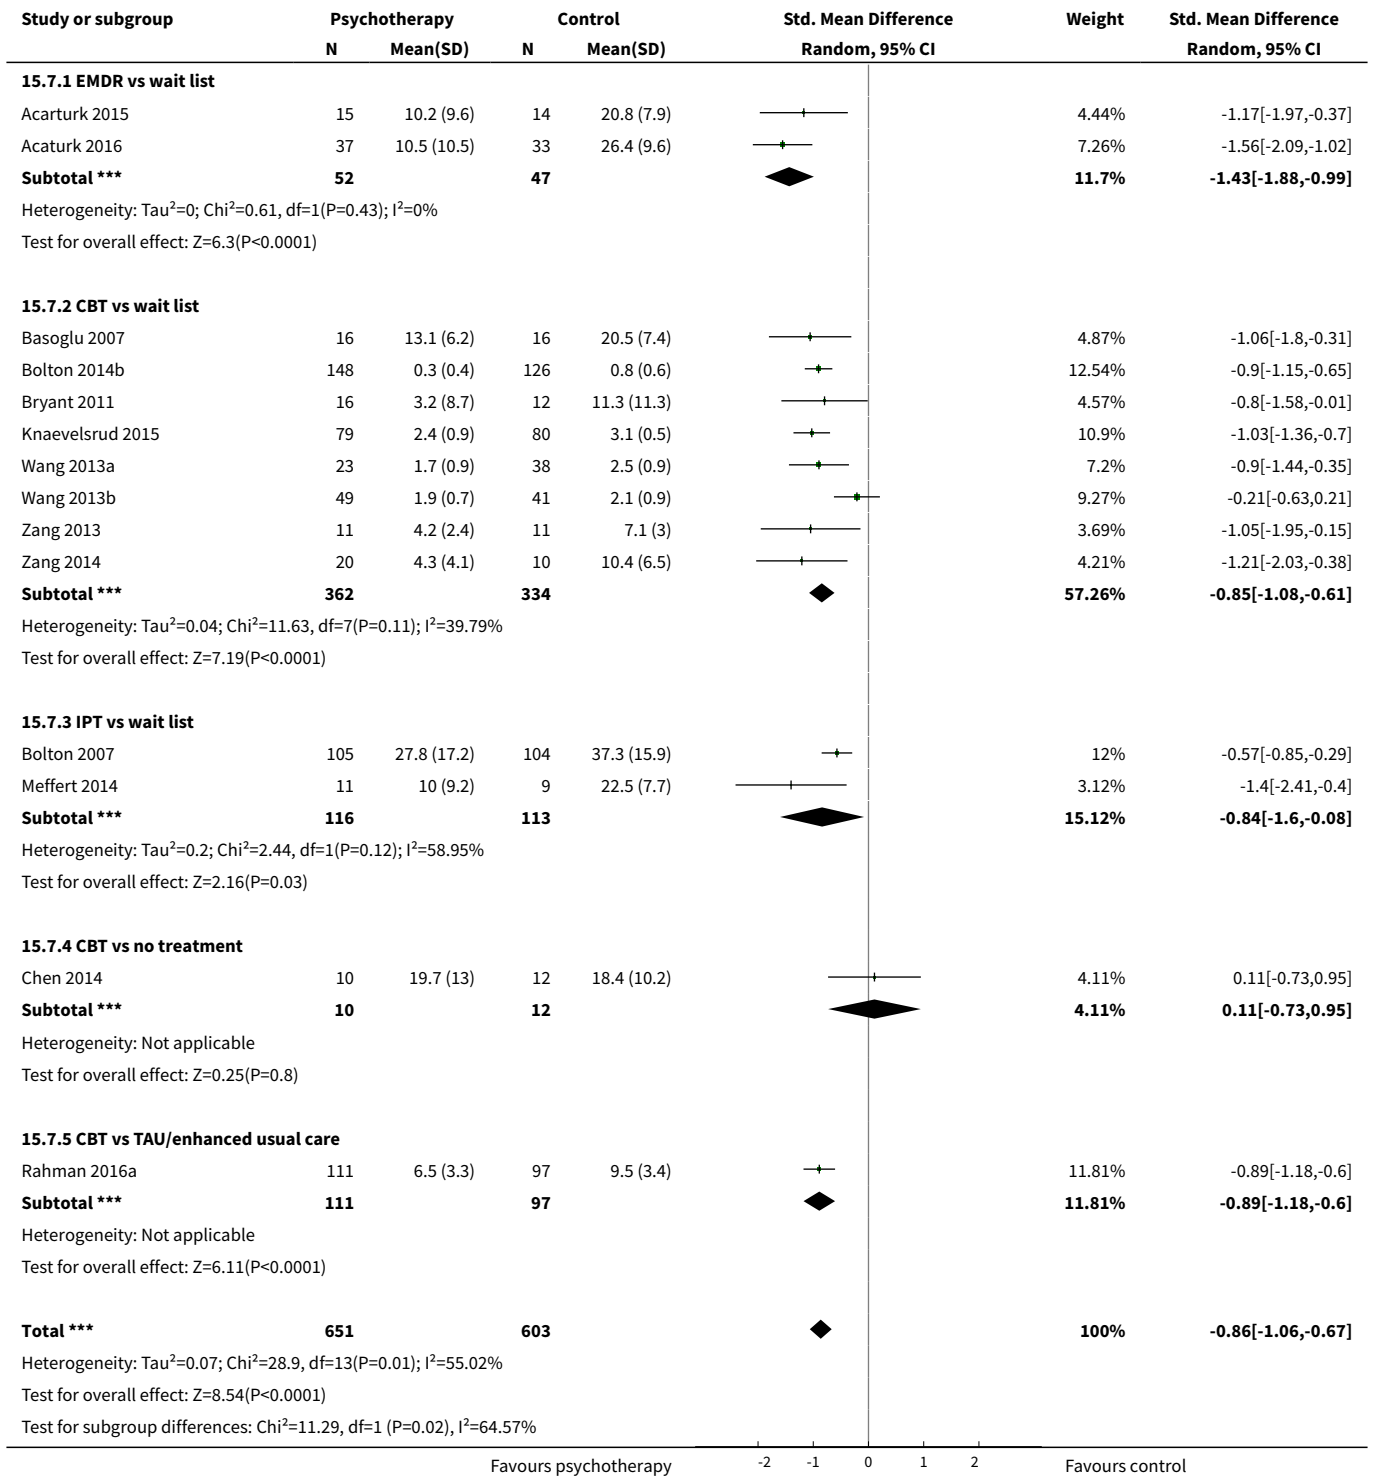 Study or subgroup Psychotherapy Control Std. Mean Difference Weight Std. Mean Difference
N Mean(SD) N Mean(SD) Random, 95% CI Random, 95% CI
15.7.1 EMDR vs wait list
Acarturk 2015 15 10.2 (9.6) 14 20.8 (7.9) 4.44% -1.17[-1.97,-0.37]
Acaturk 2016 37 10.5 (10.5) 33 26.4 (9.6) 7.26% -1.56[-2.09,-1.02]
Subtotal *** 52 47 11.7% -1.43[-1.88,-0.99]
Heterogeneity: Tau²=0; Chi²=0.61, df=1(P=0.43); I²=0%
Test for overall effect: Z=6.3(P<0.0001)
15.7.2 CBT vs wait list
Basoglu 2007 16 13.1 (6.2) 16 20.5 (7.4) 4.87% -1.06[-1.8,-0.31]
Bolton 2014b 148 0.3 (0.4) 126 0.8 (0.6) 12.54% -0.9[-1.15,-0.65]
Bryant 2011 16 3.2 (8.7) 12 11.3 (11.3) 4.57% -0.8[-1.58,-0.01]
Knaevelsrud 2015 79 2.4 (0.9) 80 3.1 (0.5) 10.9% -1.03[-1.36,-0.7]
Wang 2013a 23 1.7 (0.9) 38 2.5 (0.9) 7.2% -0.9[-1.44,-0.35]
Wang 2013b 49 1.9 (0.7) 41 2.1 (0.9) 9.27% -0.21[-0.63,0.21]
Zang 2013 11 4.2 (2.4) 11 7.1 (3) 3.69% -1.05[-1.95,-0.15]
Zang 2014 20 4.3 (4.1) 10 10.4 (6.5) 4.21% -1.21[-2.03,-0.38]
Subtotal *** 362 334 57.26% -0.85[-1.08,-0.61]
Heterogeneity: Tau²=0.04; Chi²=11.63, df=7(P=0.11); I²=39.79%
Test for overall effect: Z=7.19(P<0.0001)
15.7.3 IPT vs wait list
Bolton 2007 105 27.8 (17.2) 104 37.3 (15.9) 12% -0.57[-0.85,-0.29]
Meffert 2014 11 10 (9.2) 9 22.5 (7.7) 3.12% -1.4[-2.41,-0.4]
Subtotal *** 116 113 15.12% -0.84[-1.6,-0.08]
Heterogeneity: Tau²=0.2; Chi²=2.44, df=1(P=0.12); I²=58.95%
Test for overall effect: Z=2.16(P=0.03)
15.7.4 CBT vs no treatment
Chen 2014 10 19.7 (13) 12 18.4 (10.2) 4.11% 0.11[-0.73,0.95]
Subtotal *** 10 12 4.11% 0.11[-0.73,0.95]
Heterogeneity: Not applicable
Test for overall effect: Z=0.25(P=0.8)
15.7.5 CBT vs TAU/enhanced usual care
Rahman 2016a 111 6.5 (3.3) 97 9.5 (3.4) 11.81% -0.89[-1.18,-0.6]
Subtotal *** 111 97 11.81% -0.89[-1.18,-0.6]
Heterogeneity: Not applicable
Test for overall effect: Z=6.11(P<0.0001)
Total *** 651 603 100% -0.86[-1.06,-0.67]
Heterogeneity: Tau²=0.07; Chi²=28.9, df=13(P=0.01); I²=55.02%
Test for overall effect: Z=8.54(P<0.0001)
Test for subgroup differences: Chi²=11.29, df=1 (P=0.02), I²=64.57%
Favours psychotherapy -2 -1 0 1 2 Favours control